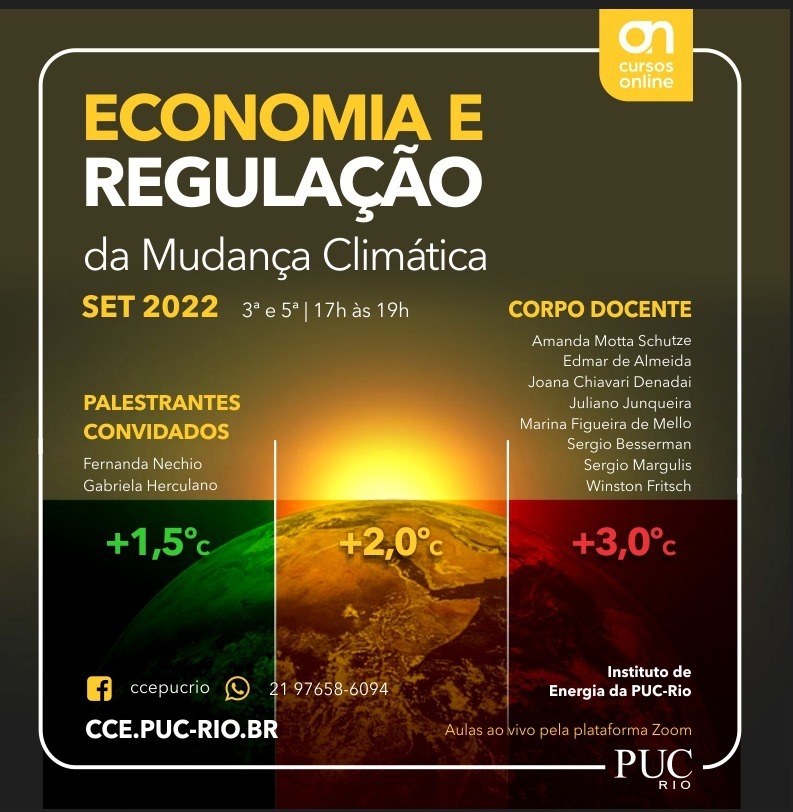 on
cursos
online
ECONOMIA E
REGULAÇÃO
da Mudança Climática
SET 2022 3ª e 5ª | 17h às 19h
PALESTRANTES
CONVIDADOS
Fernanda Nechio
Gabriela Herculano
CORPO DOCENTE
Amanda Motta Schutze
Edmar de Almeida
Joana Chiavari Denadai
Juliano Junqueira
Marina Figueira de Mello
Sergio Besserman
Sergio Margulis
Winston Fritsch
+1,5°C
+2,0°C
+3,0°C
ccepucrio 21 97658-6094
CCE.PUC-RIO.BR
Instituto de
Energia da PUC-Rio
Aulas ao vivo pela plataforma Zoom
PUC
RIO